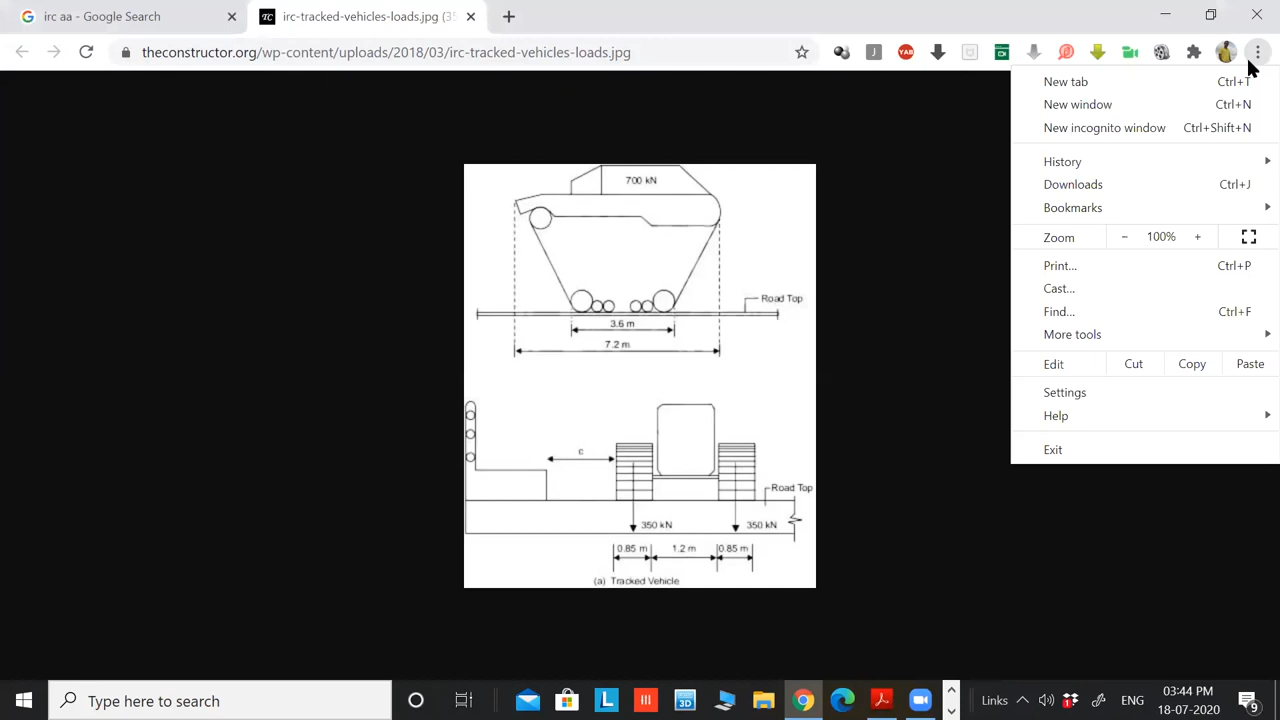 irc aa - Google Search
irc-tracked-vehicles-loads.jpg (35
theconstructor.org/wp-content/uploads/2018/03/irc-tracked-vehicles-loads.jpg
New tab Ctrl+T
New window Ctrl+N
New incognito window Ctrl+Shift+N
History
Downloads Ctrl+J
Bookmarks
Zoom − 100% +
Print... Ctrl+P
Cast...
Find... Ctrl+F
More tools
Edit Cut Copy Paste
Settings
Help
Exit
700 kN
Road Top
3.6 m
7.2 m
c
Road Top
350 kN 350 kN
0.85 m 1.2 m 0.85 m
(a) Tracked Vehicle
Type here to search
Links
ENG
03:44 PM
18-07-2020